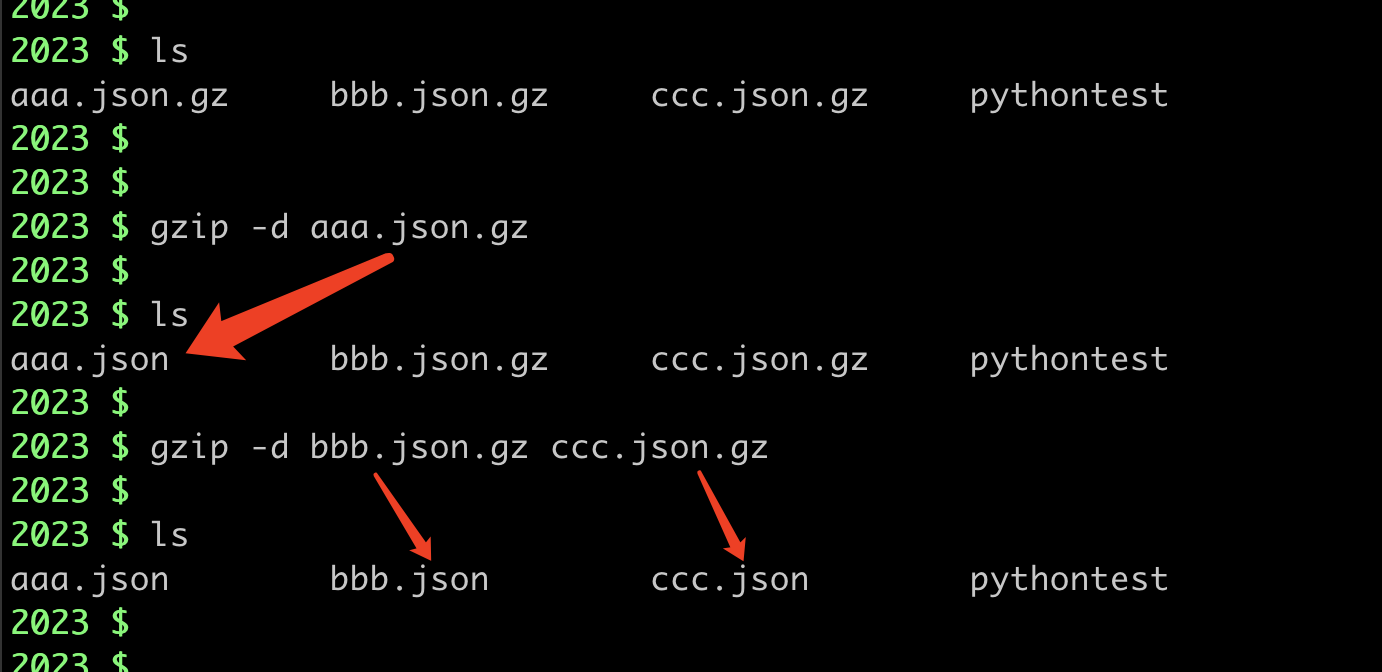 2023 $
2023 $ ls
aaa.json.gz bbb.json.gz ccc.json.gz pythontest
2023 $
2023 $
2023 $ gzip -d aaa.json.gz
2023 $
2023 $ ls
aaa.json bbb.json.gz ccc.json.gz pythontest
2023 $
2023 $ gzip -d bbb.json.gz ccc.json.gz
2023 $
2023 $ ls
aaa.json bbb.json ccc.json pythontest
2023 $
2023 $